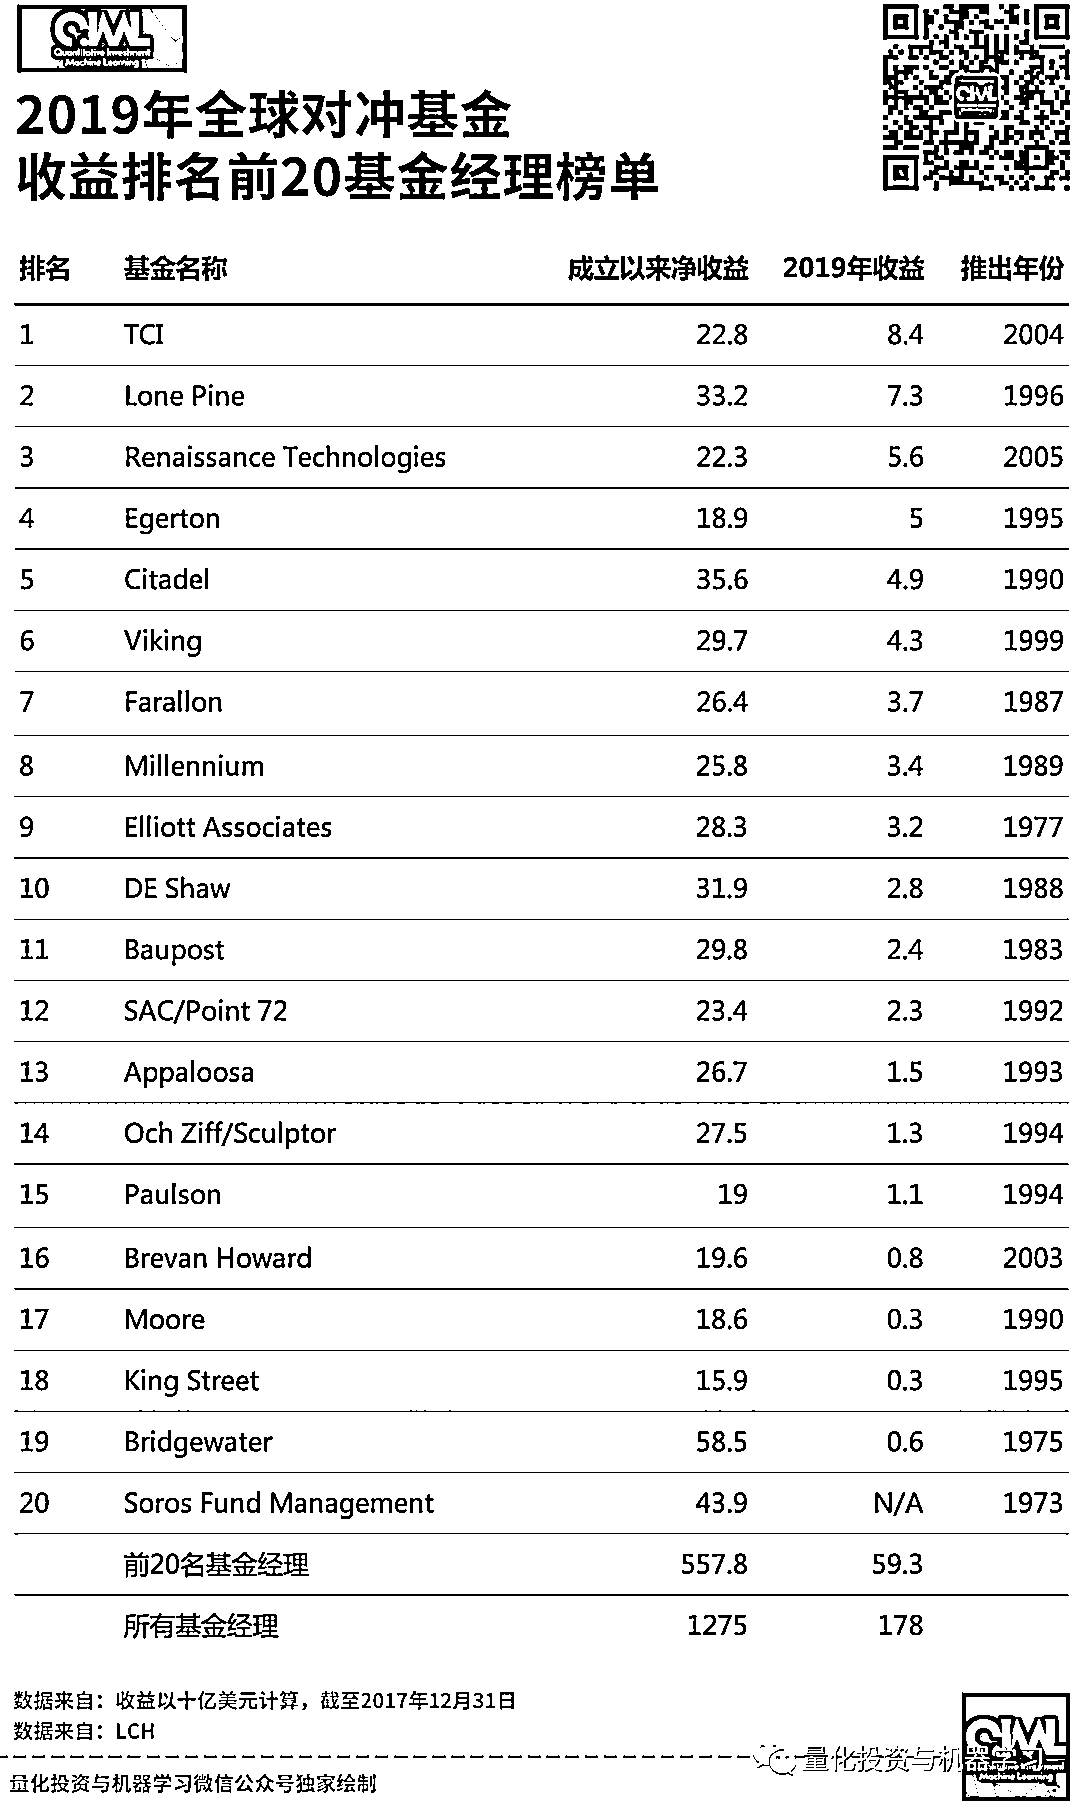 QIML
Quantitative Investment
Machine Learning
2019年全球对冲基金
收益排名前20基金经理榜单
QIML
排名 基金名称 成立以来净收益 2019年收益 推出年份
1 TCI 22.8 8.4 2004
2 Lone Pine 33.2 7.3 1996
3 Renaissance Technologies 22.3 5.6 2005
4 Egerton 18.9 5 1995
5 Citadel 35.6 4.9 1990
6 Viking 29.7 4.3 1999
7 Farallon 26.4 3.7 1987
8 Millennium 25.8 3.4 1989
9 Elliott Associates 28.3 3.2 1977
10 DE Shaw 31.9 2.8 1988
11 Baupost 29.8 2.4 1983
12 SAC/Point 72 23.4 2.3 1992
13 Appaloosa 26.7 1.5 1993
14 Och Ziff/Sculptor 27.5 1.3 1994
15 Paulson 19 1.1 1994
16 Brevan Howard 19.6 0.8 2003
17 Moore 18.6 0.3 1990
18 King Street 15.9 0.3 1995
19 Bridgewater 58.5 0.6 1975
20 Soros Fund Management 43.9 N/A 1973
前20名基金经理 557.8 59.3
所有基金经理 1275 178
数据来自：收益以十亿美元计算，截至2017年12月31日
数据来自：LCH
QIML
Machine Learning
量化投资与机器学习
量化投资与机器学习微信公众号独家绘制